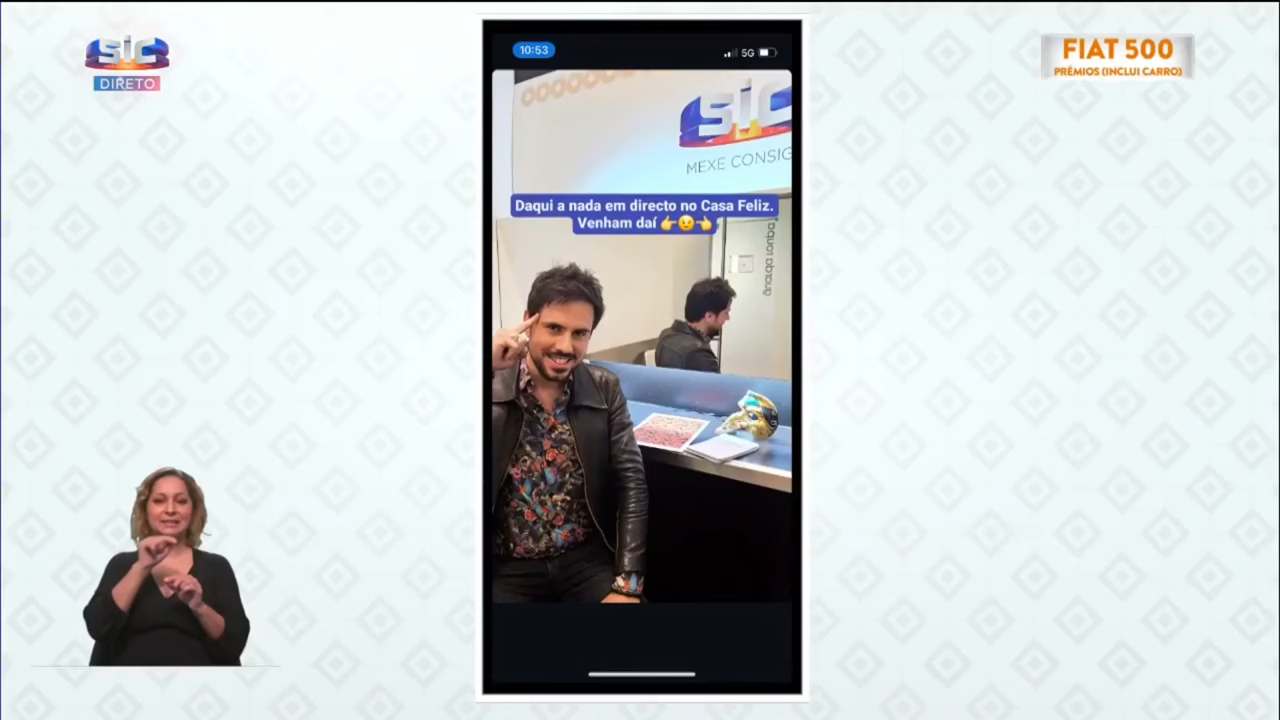 SIC
DIRETO
FIAT 500
PRÉMIOS (INCLUI CARRO)
10:53
5G
SIC
MEXE CONSIG
Daqui a nada em directo no Casa Feliz.
Venham daí 👉😉👈